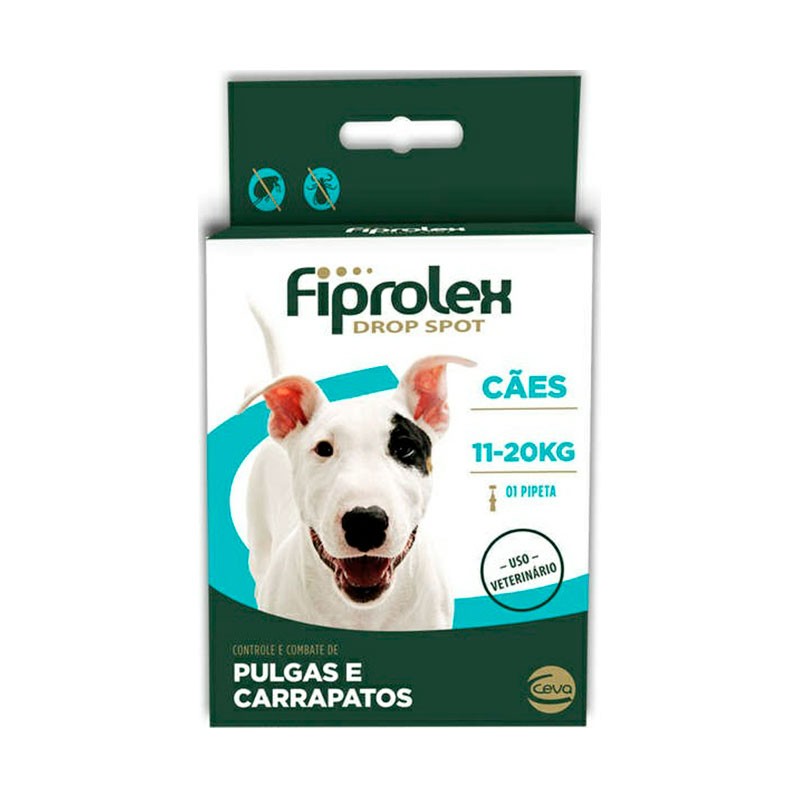 Fiprolex
Fiprolex
DROP SPOT
CÃES
11-20KG
01 PIPETA
– USO –
VETERINÁRIO
CONTROLE E COMBATE DE
PULGAS E
CARRAPATOS
Ceva